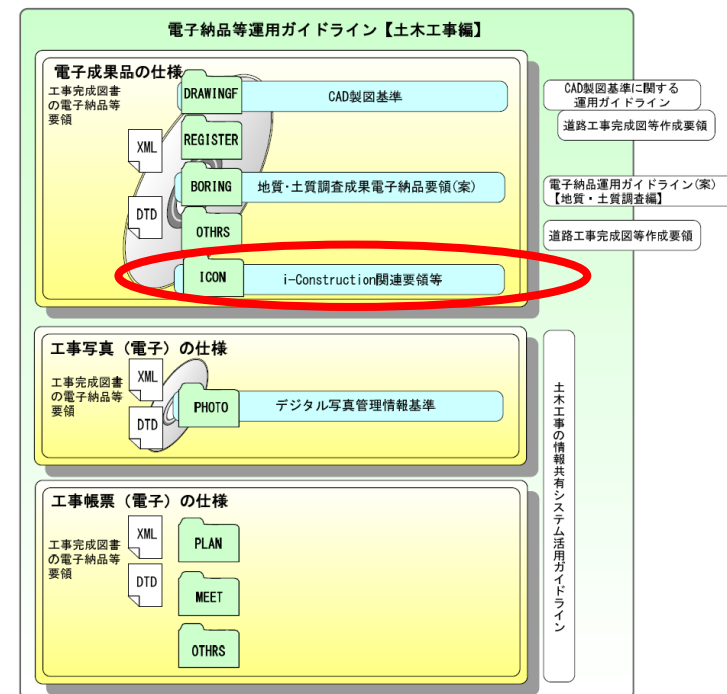 電子納品等運用ガイドライン【土木工事編】
電子成果品の仕様
工事完成図書
の電子納品等
要領
XML
DTD
DRAWINGF
CAD製図基準
REGISTER
BORING
地質・土質調査成果電子納品要領(案)
OTHRS
ICON
i-Construction関連要領等
CAD製図基準に関する
運用ガイドライン
道路工事完成図等作成要領
電子納品運用ガイドライン(案)
【地質・土質調査編】
道路工事完成図等作成要領
工事写真（電子）の仕様
工事完成図書
の電子納品等
要領
XML
DTD
PHOTO
デジタル写真管理情報基準
工事帳票（電子）の仕様
工事完成図書
の電子納品等
要領
XML
DTD
PLAN
MEET
OTHRS
土木工事の情報共有システム活用ガイドライン